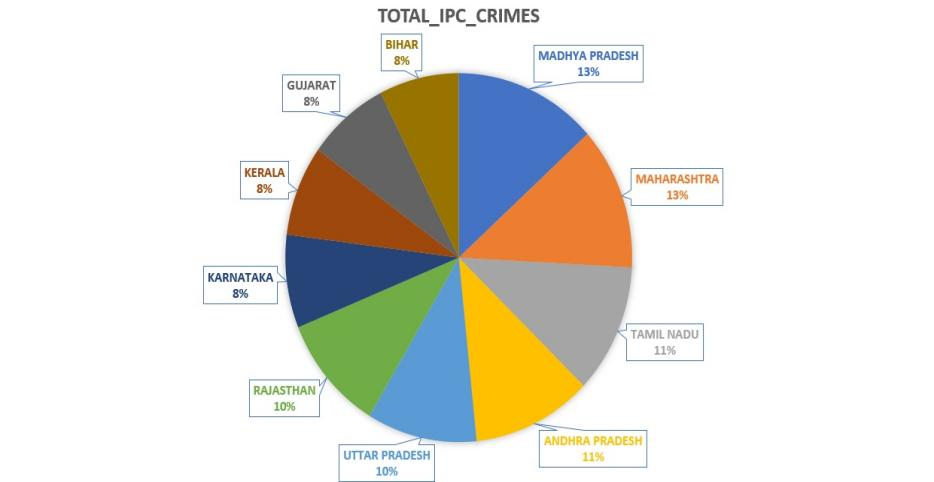 TOTAL_IPC_CRIMES
BIHAR
8%
MADHYA PRADESH
13%
GUJARAT
8%
MAHARASHTRA
13%
KERALA
8%
KARNATAKA
8%
TAMIL NADU
11%
RAJASTHAN
10%
ANDHRA PRADESH
11%
UTTAR PRADESH
10%